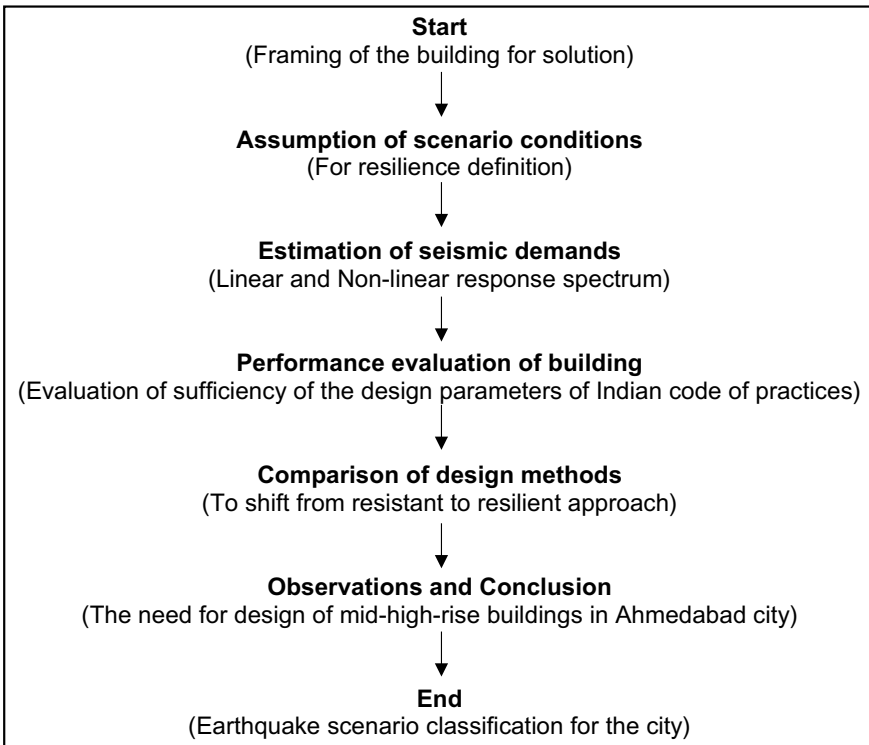 Start
(Framing of the building for solution)
Assumption of scenario conditions
(For resilience definition)
Estimation of seismic demands
(Linear and Non-linear response spectrum)
Performance evaluation of building
(Evaluation of sufficiency of the design parameters of Indian code of practices)
Comparison of design methods
(To shift from resistant to resilient approach)
Observations and Conclusion
(The need for design of mid-high-rise buildings in Ahmedabad city)
End
(Earthquake scenario classification for the city)